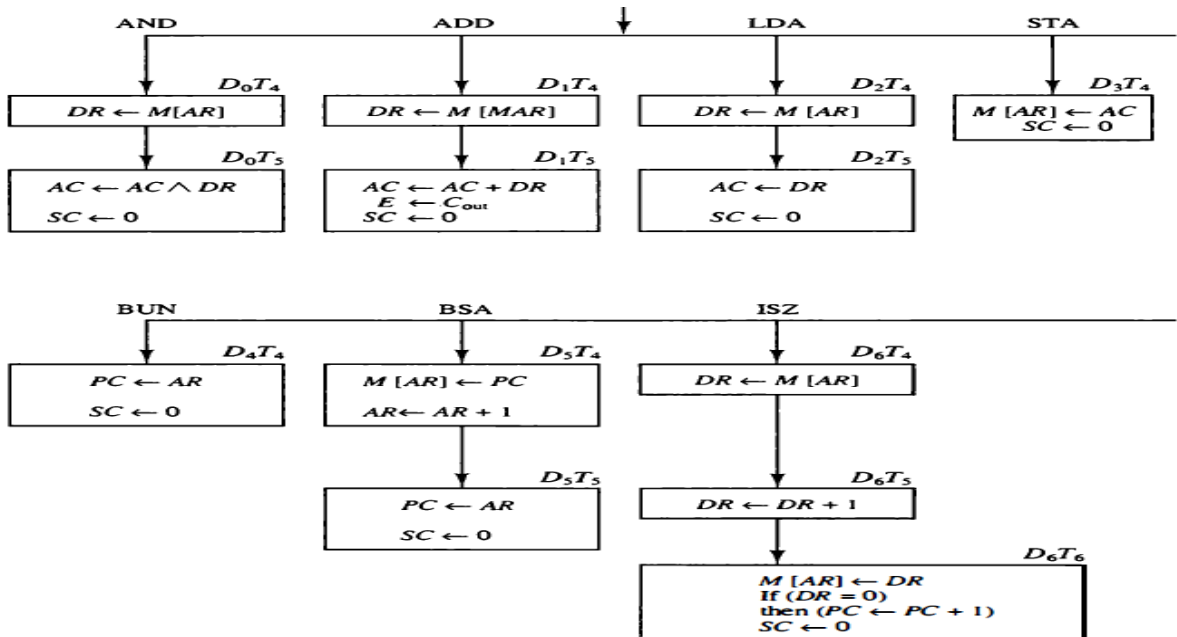 AND ADD LDA STA
D₀T₄ D₁T₄ D₂T₄ D₃T₄
DR ← M[AR] DR ← M [MAR] DR ← M [AR] M [AR] ← AC
SC ← 0
D₀T₅ D₁T₅ D₂T₅
AC ← AC ∧ DR AC ← AC + DR AC ← DR
E ← Cout
SC ← 0 SC ← 0 SC ← 0
BUN BSA ISZ
D₄T₄ D₅T₄ D₆T₄
PC ← AR M [AR] ← PC DR ← M [AR]
SC ← 0 AR ← AR + 1
D₅T₅ D₆T₅
PC ← AR DR ← DR + 1
SC ← 0
D₆T₆
M [AR] ← DR
If (DR = 0)
then (PC ← PC + 1)
SC ← 0